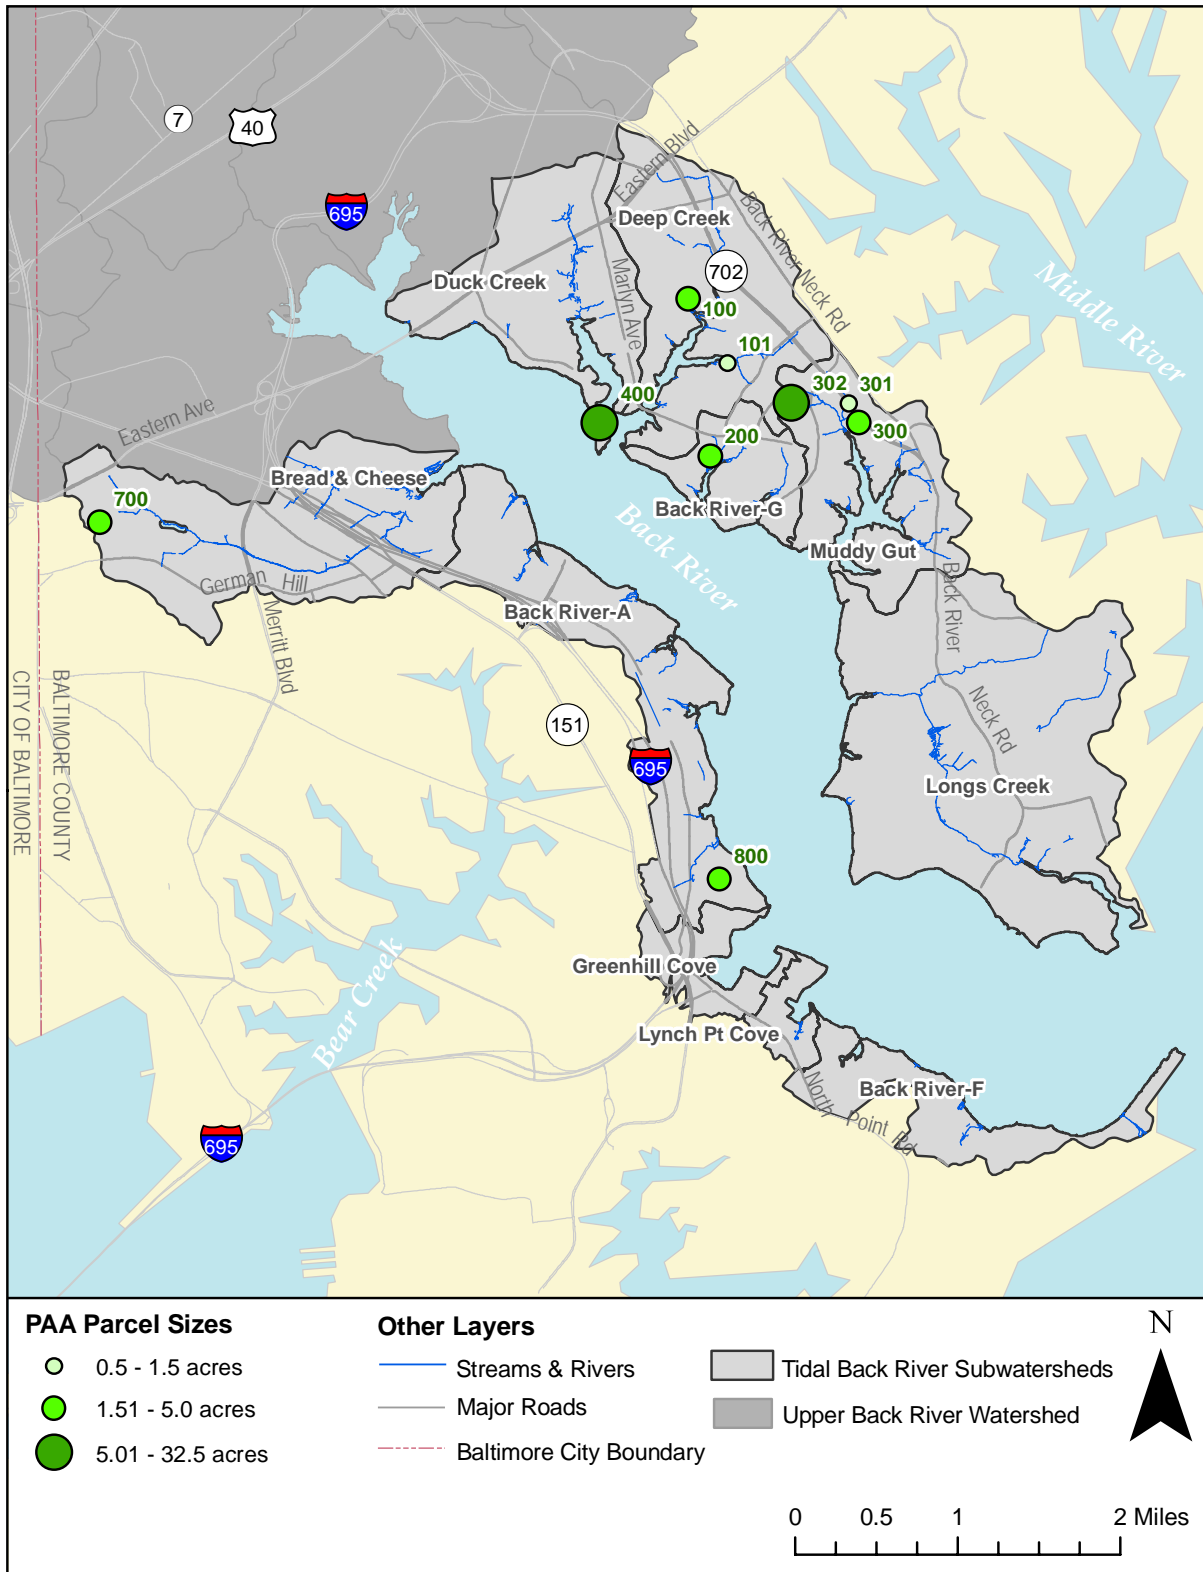 7
40
695
Eastern Blvd
Deep Creek
Back River Neck Rd
702
Duck Creek
Marlyn Ave
Middle River
100
101
302
301
400
300
200
Eastern Ave
Bread & Cheese
700
Back River-G
Back River
Muddy Gut
German Hill
Back River-A
Merritt Blvd
Back River
Neck Rd
CITY OF BALTIMORE
BALTIMORE COUNTY
151
695
Longs Creek
800
Bear Creek
Greenhill Cove
Lynch Pt Cove
Back River-F
North Point Rd
695
PAA Parcel Sizes
0.5 - 1.5 acres
1.51 - 5.0 acres
5.01 - 32.5 acres
Other Layers
Streams & Rivers
Major Roads
Baltimore City Boundary
Tidal Back River Subwatersheds
Upper Back River Watershed
N
0 0.5 1 2 Miles